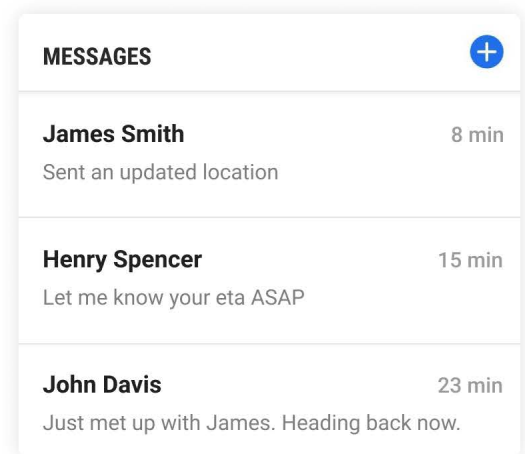 MESSAGES
James Smith 8 min
Sent an updated location
Henry Spencer 15 min
Let me know your eta ASAP
John Davis 23 min
Just met up with James. Heading back now.